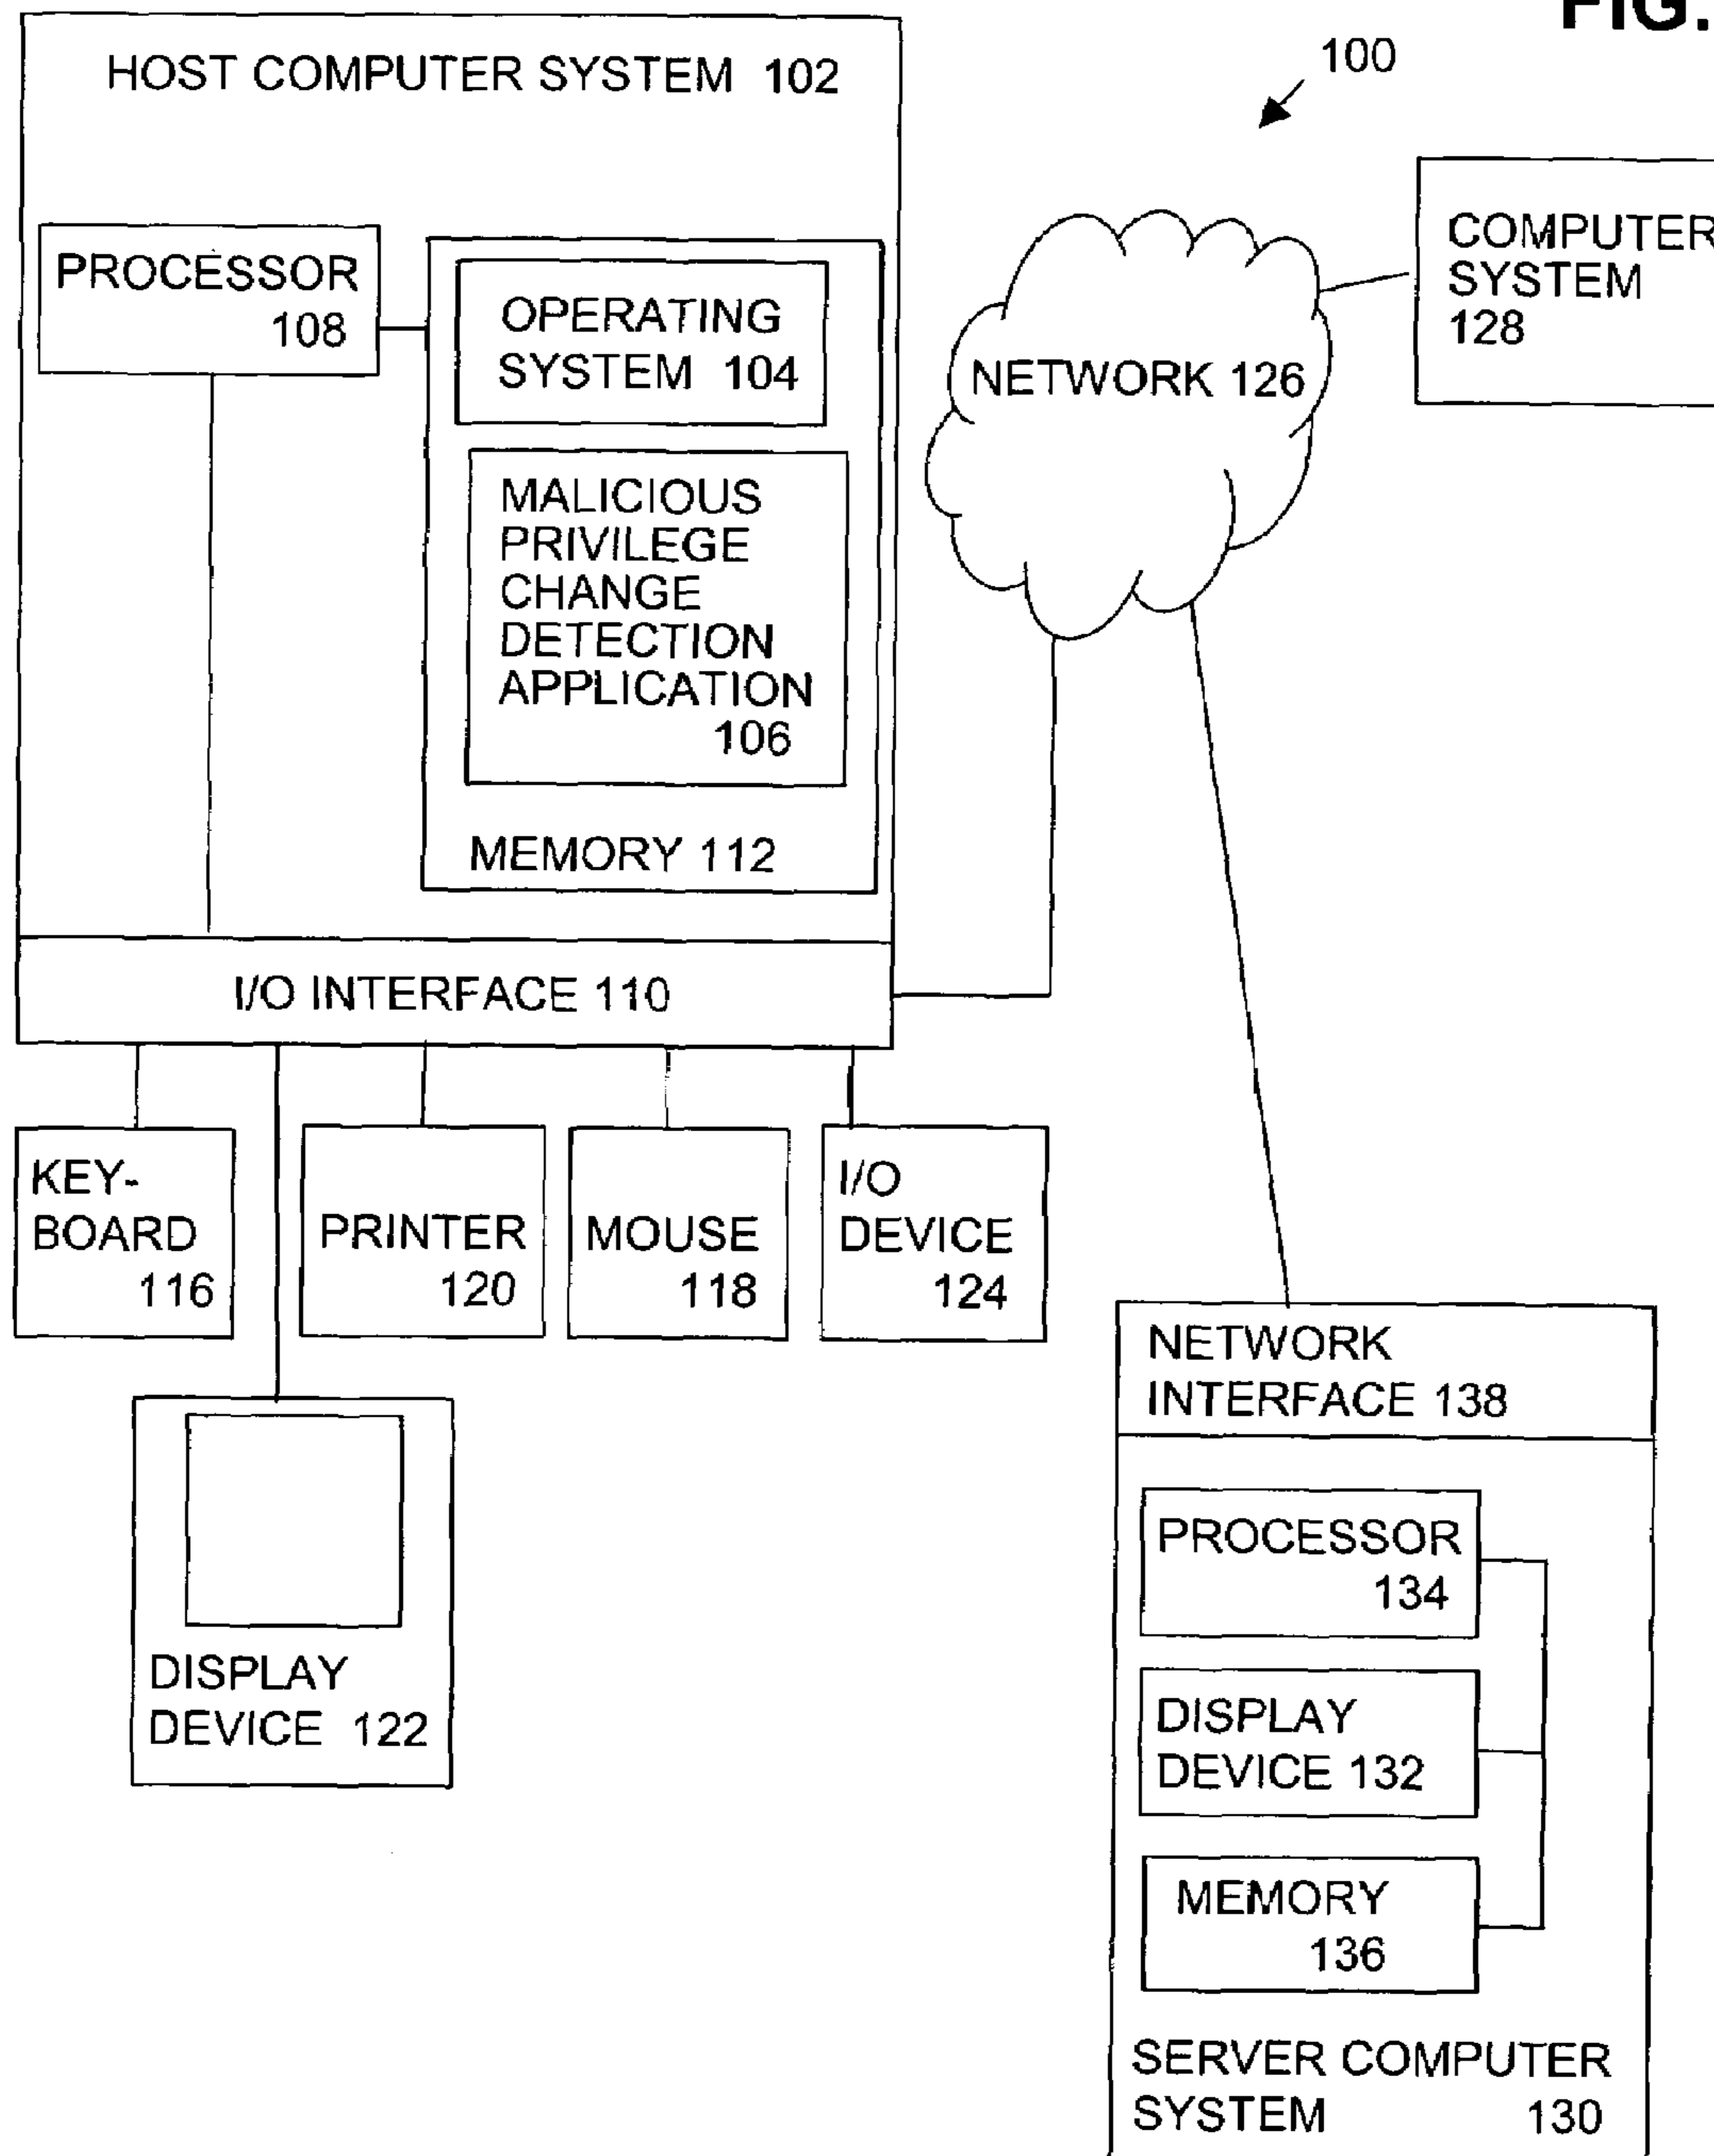 FIG.
100
HOST COMPUTER SYSTEM 102
PROCESSOR
108
OPERATING
SYSTEM 104
MALICIOUS
PRIVILEGE
CHANGE
DETECTION
APPLICATION
106
MEMORY 112
I/O INTERFACE 110
NETWORK 126
COMPUTER
SYSTEM
128
KEY-
BOARD
116
PRINTER
120
MOUSE
118
I/O
DEVICE
124
DISPLAY
DEVICE 122
NETWORK
INTERFACE 138
PROCESSOR
134
DISPLAY
DEVICE 132
MEMORY
136
SERVER COMPUTER
SYSTEM 130